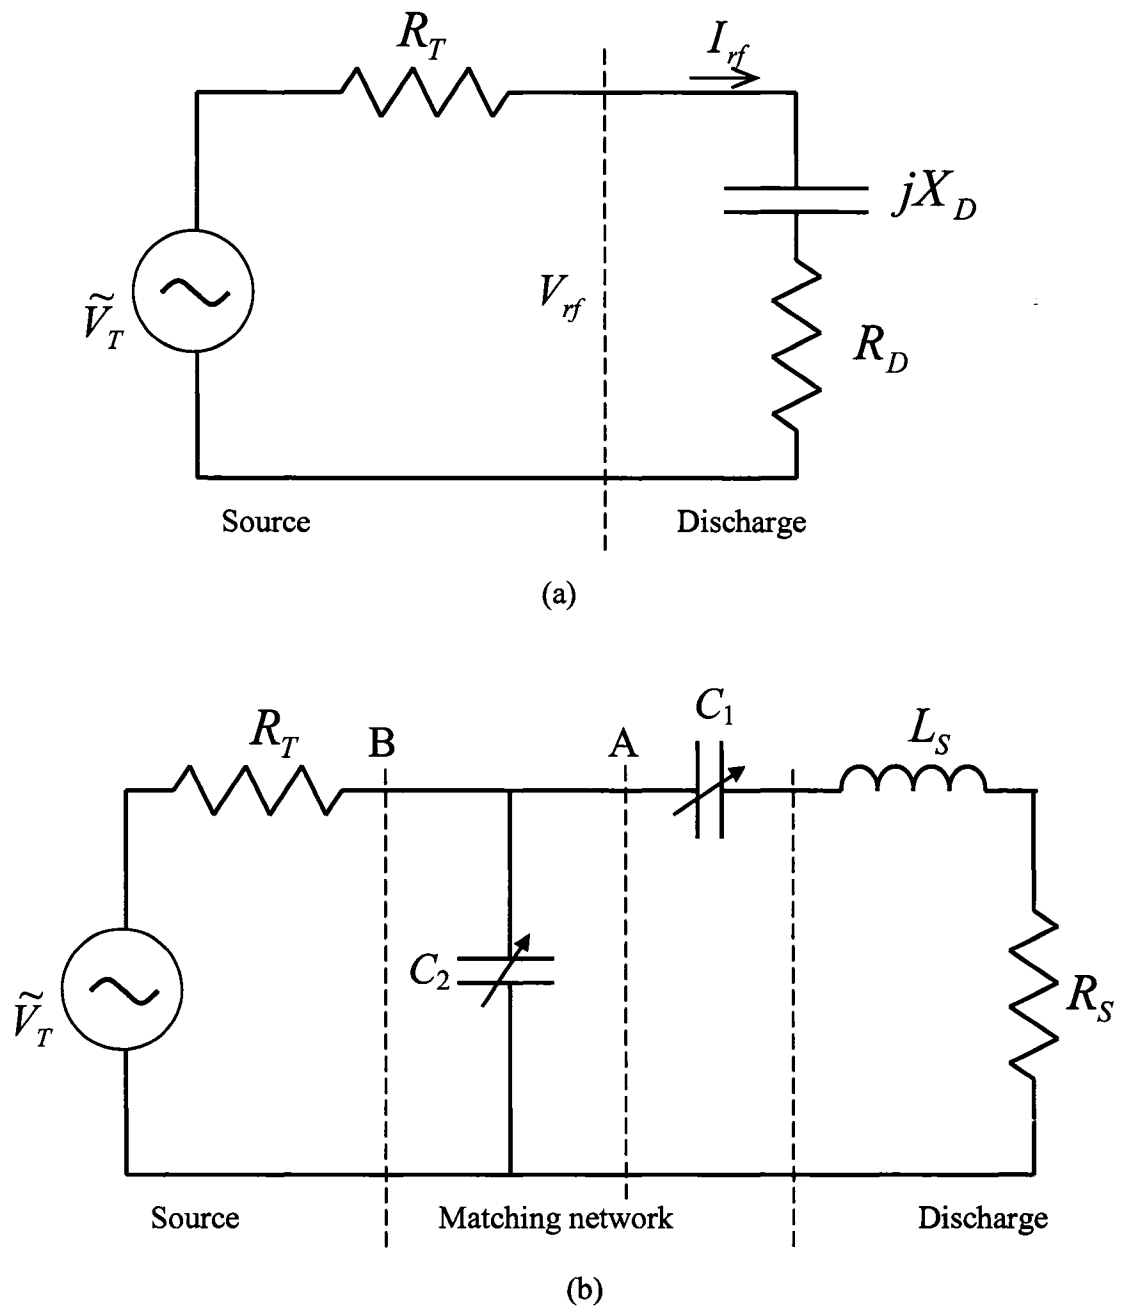 R_T
I_rf
jX_D
Ṽ_T
V_rf
R_D
Source
Discharge
(a)
C_1
R_T
B
A
L_S
C_2
Ṽ_T
R_S
Source
Matching network
Discharge
(b)